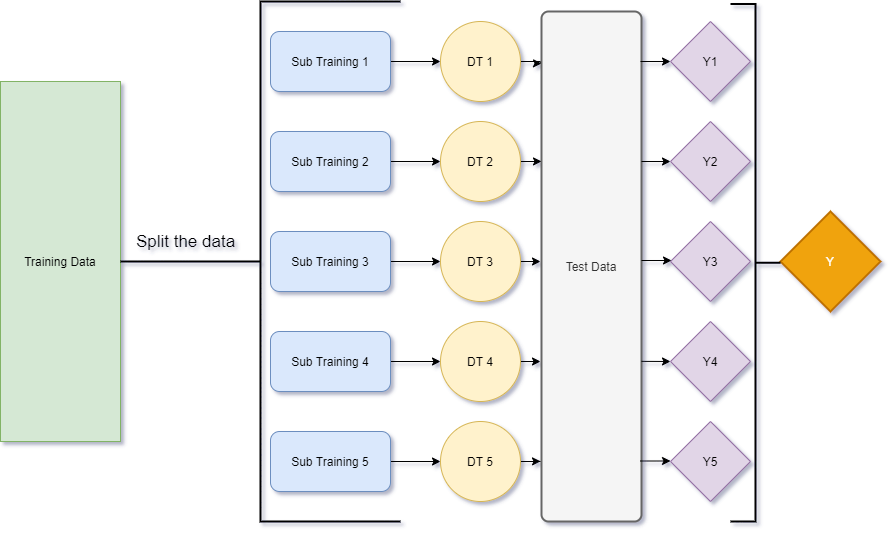 Sub Training 1
DT 1
Y1
Sub Training 2
DT 2
Y2
Split the data
Training Data
Sub Training 3
DT 3
Test Data
Y3
Y
Sub Training 4
DT 4
Y4
Sub Training 5
DT 5
Y5